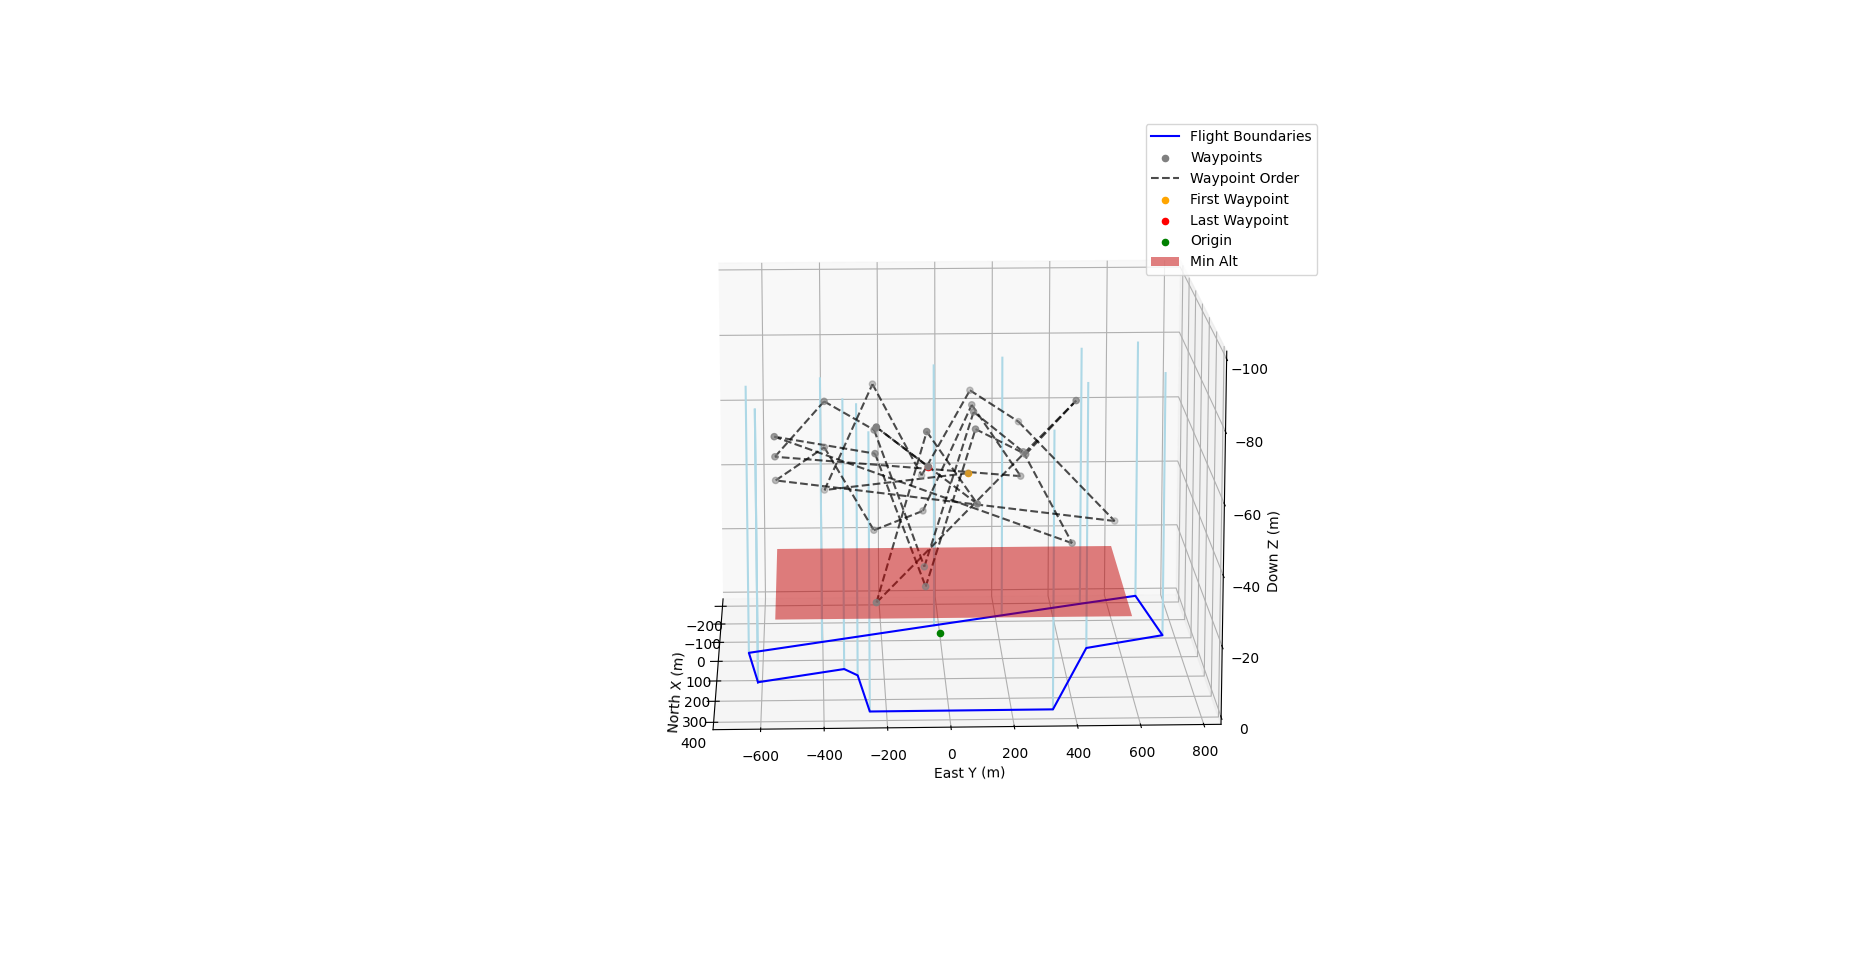 Flight Boundaries
Waypoints
Waypoint Order
First Waypoint
Last Waypoint
Origin
Min Alt
−100
−80
−60
−40
−20
0
Down Z (m)
−200
−100
0
100
200
300
400
North X (m)
−600
−400
−200
0
200
400
600
800
East Y (m)